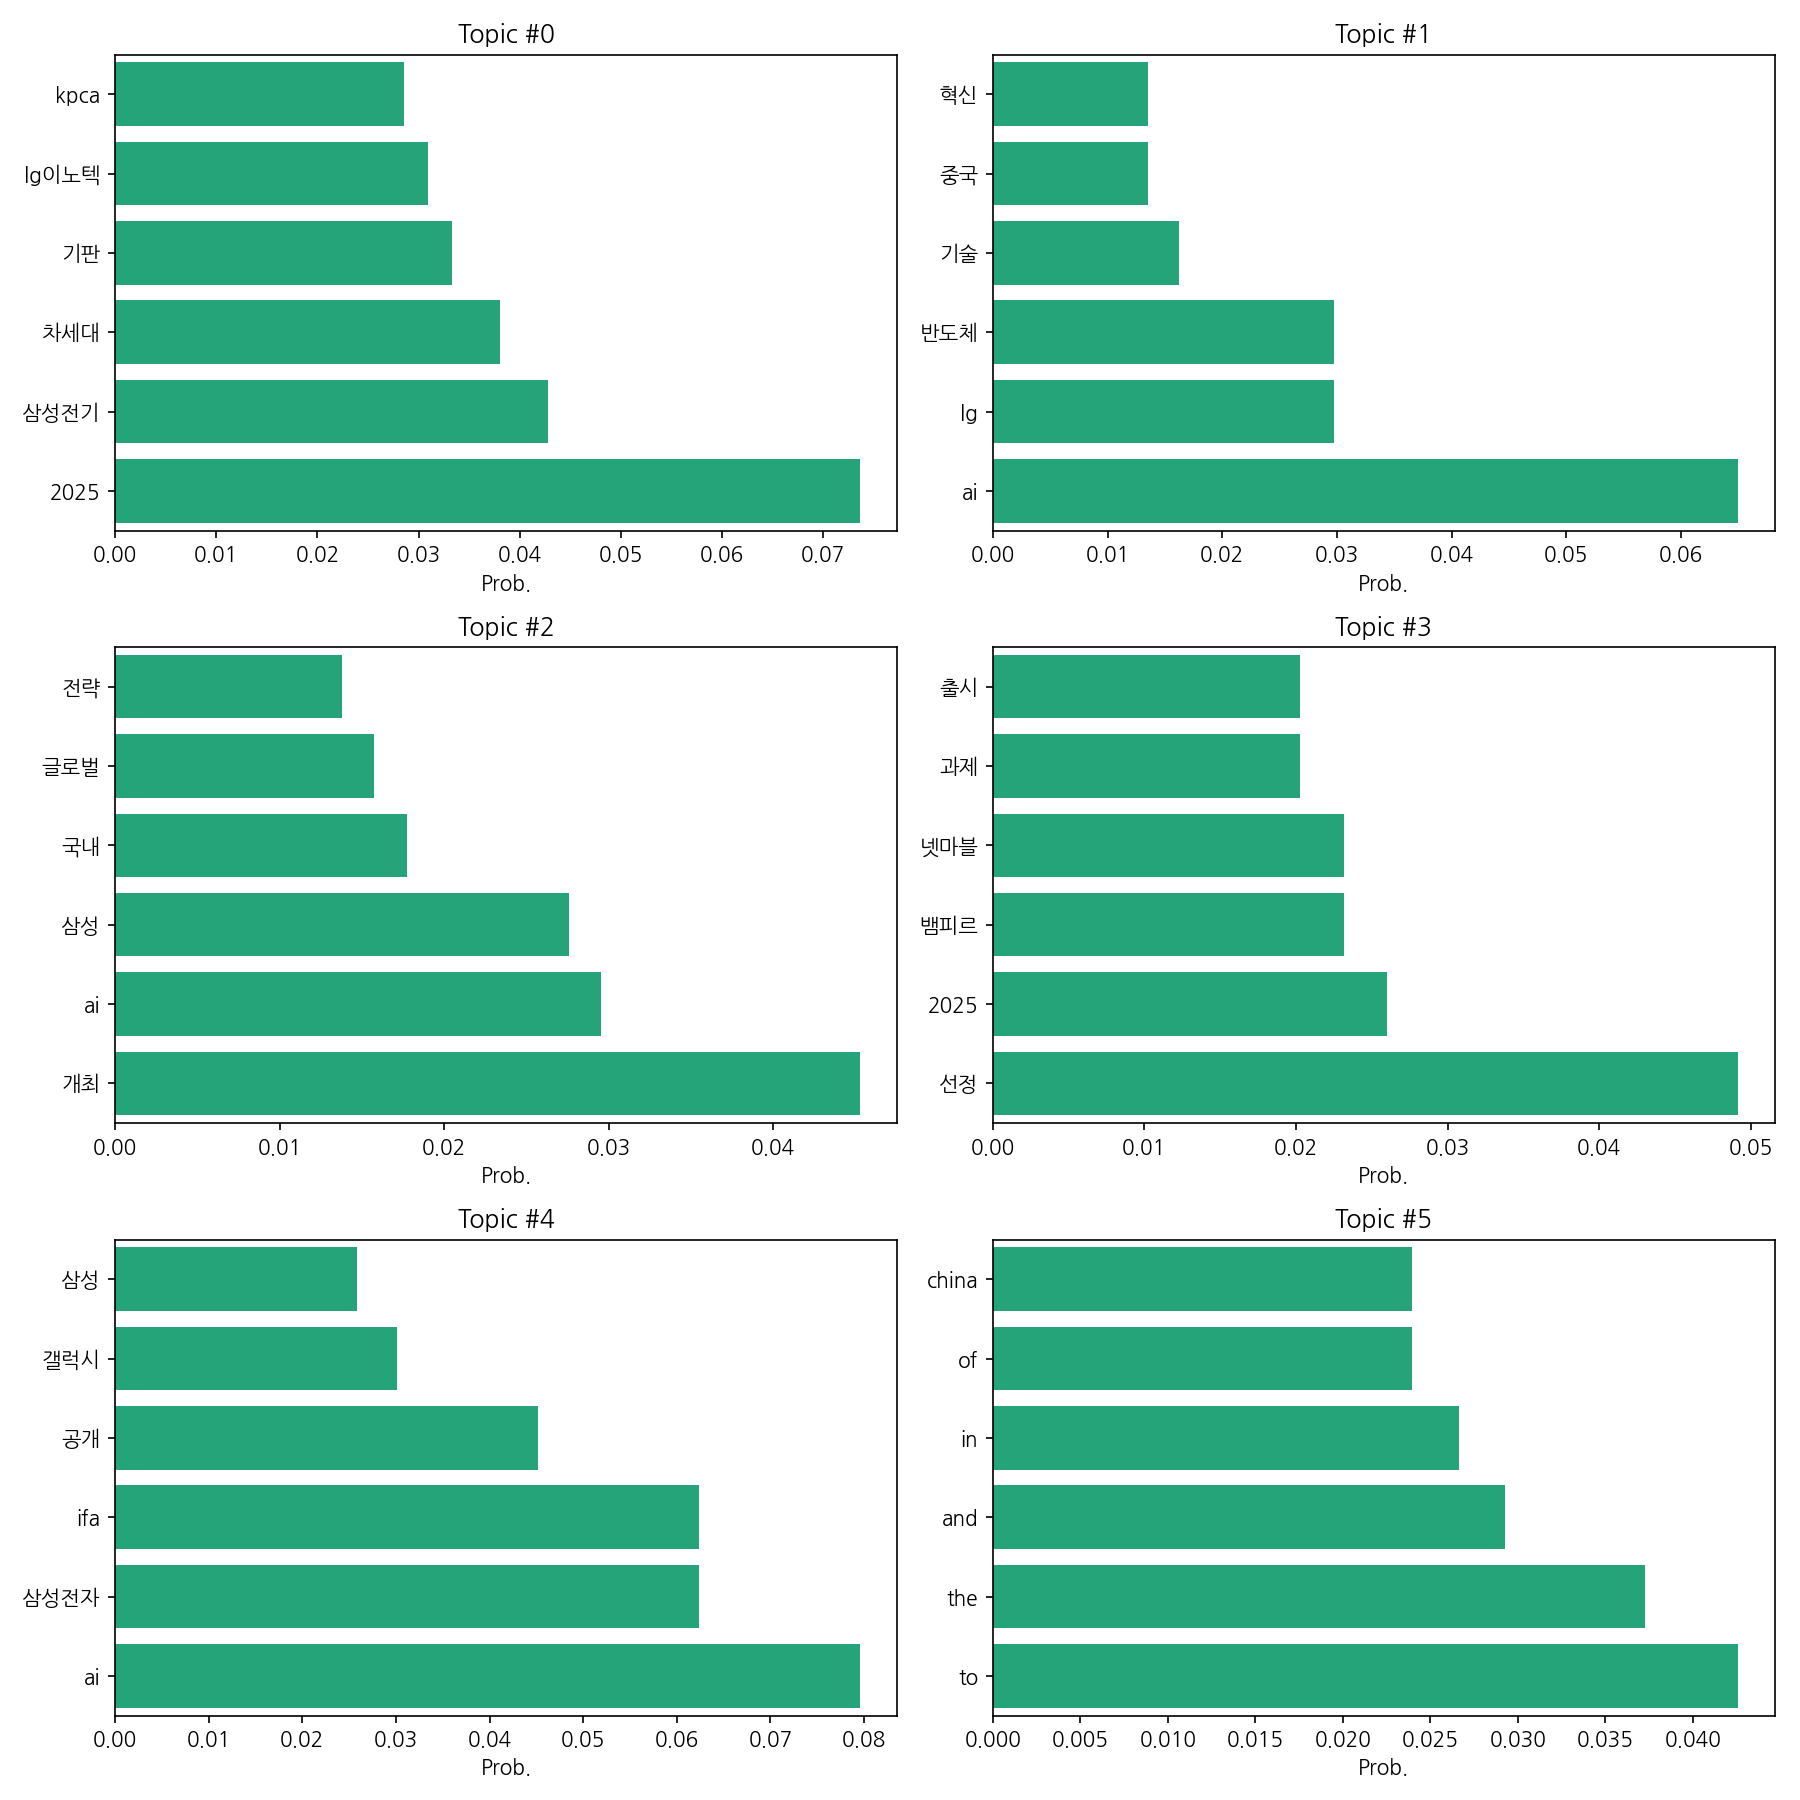 Topic #0
kpca
lg이노텍
기판
차세대
삼성전기
2025
0.00 0.01 0.02 0.03 0.04 0.05 0.06 0.07
Prob.
Topic #1
혁신
중국
기술
반도체
lg
ai
0.00 0.01 0.02 0.03 0.04 0.05 0.06
Prob.
Topic #2
전략
글로벌
국내
삼성
ai
개최
0.00 0.01 0.02 0.03 0.04
Prob.
Topic #3
출시
과제
넷마블
뱀피르
2025
선정
0.00 0.01 0.02 0.03 0.04 0.05
Prob.
Topic #4
삼성
갤럭시
공개
ifa
삼성전자
ai
0.00 0.01 0.02 0.03 0.04 0.05 0.06 0.07 0.08
Prob.
Topic #5
china
of
in
and
the
to
0.000 0.005 0.010 0.015 0.020 0.025 0.030 0.035 0.040
Prob.